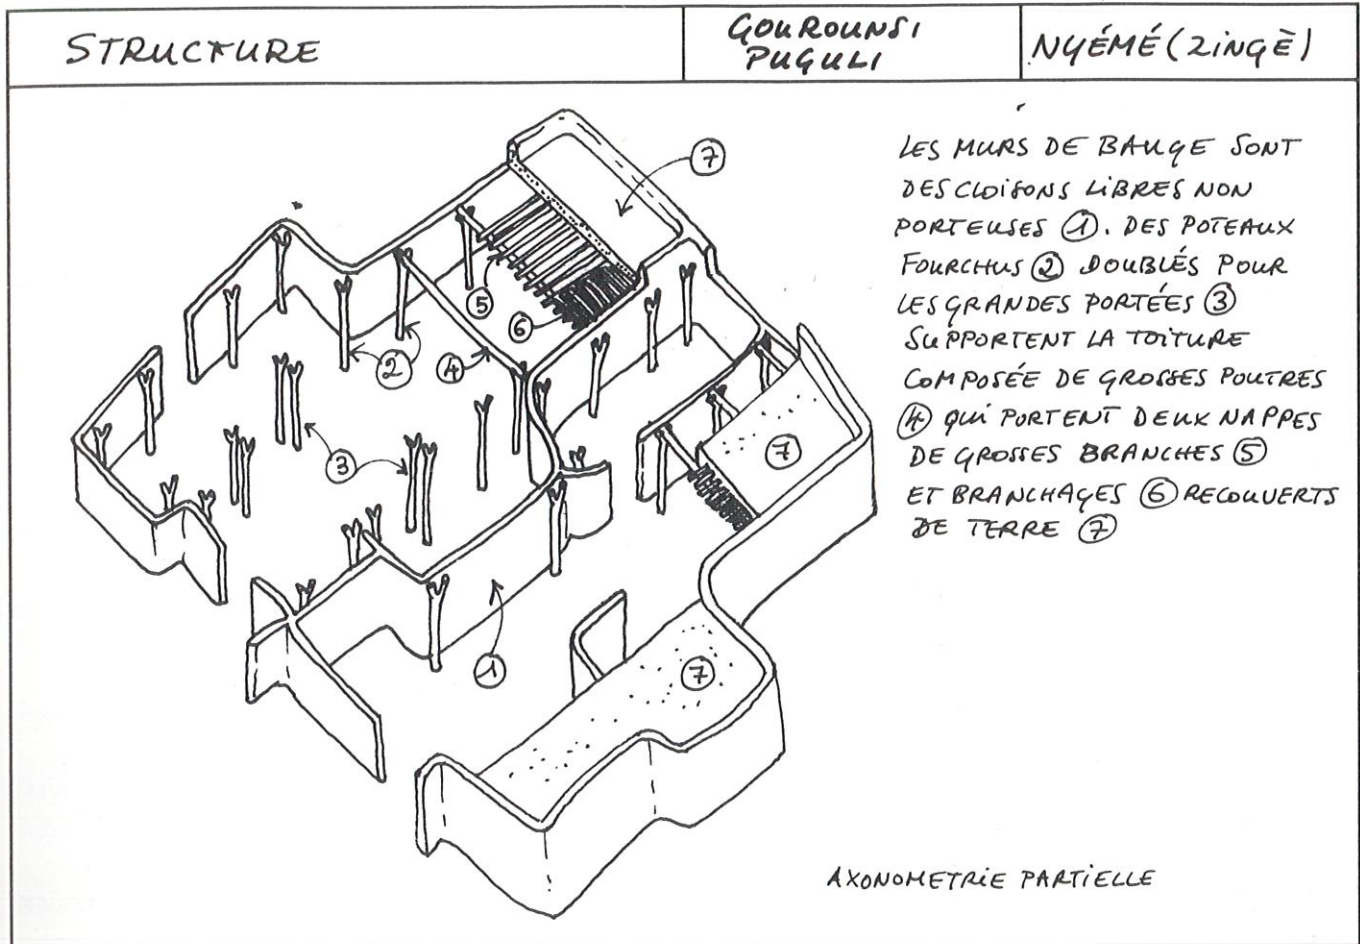 STRUCTURE
GOUROUNSI
PUGULI
NYÉMÉ (ZINGÈ)
LES MURS DE BAUGE SONT
DES CLOISONS LIBRES NON
PORTEUSES ①. DES POTEAUX
FOURCHUS ② DOUBLÉS POUR
LES GRANDES PORTÉES ③
SUPPORTENT LA TOITURE
COMPOSÉE DE GROSSES POUTRES
④ QUI PORTENT DEUX NAPPES
DE GROSSES BRANCHES ⑤
ET BRANCHAGES ⑥ RECOUVERTS
DE TERRE ⑦
⑦
⑤
⑥
②
④
③
⑦
①
⑦
AXONOMETRIE PARTIELLE